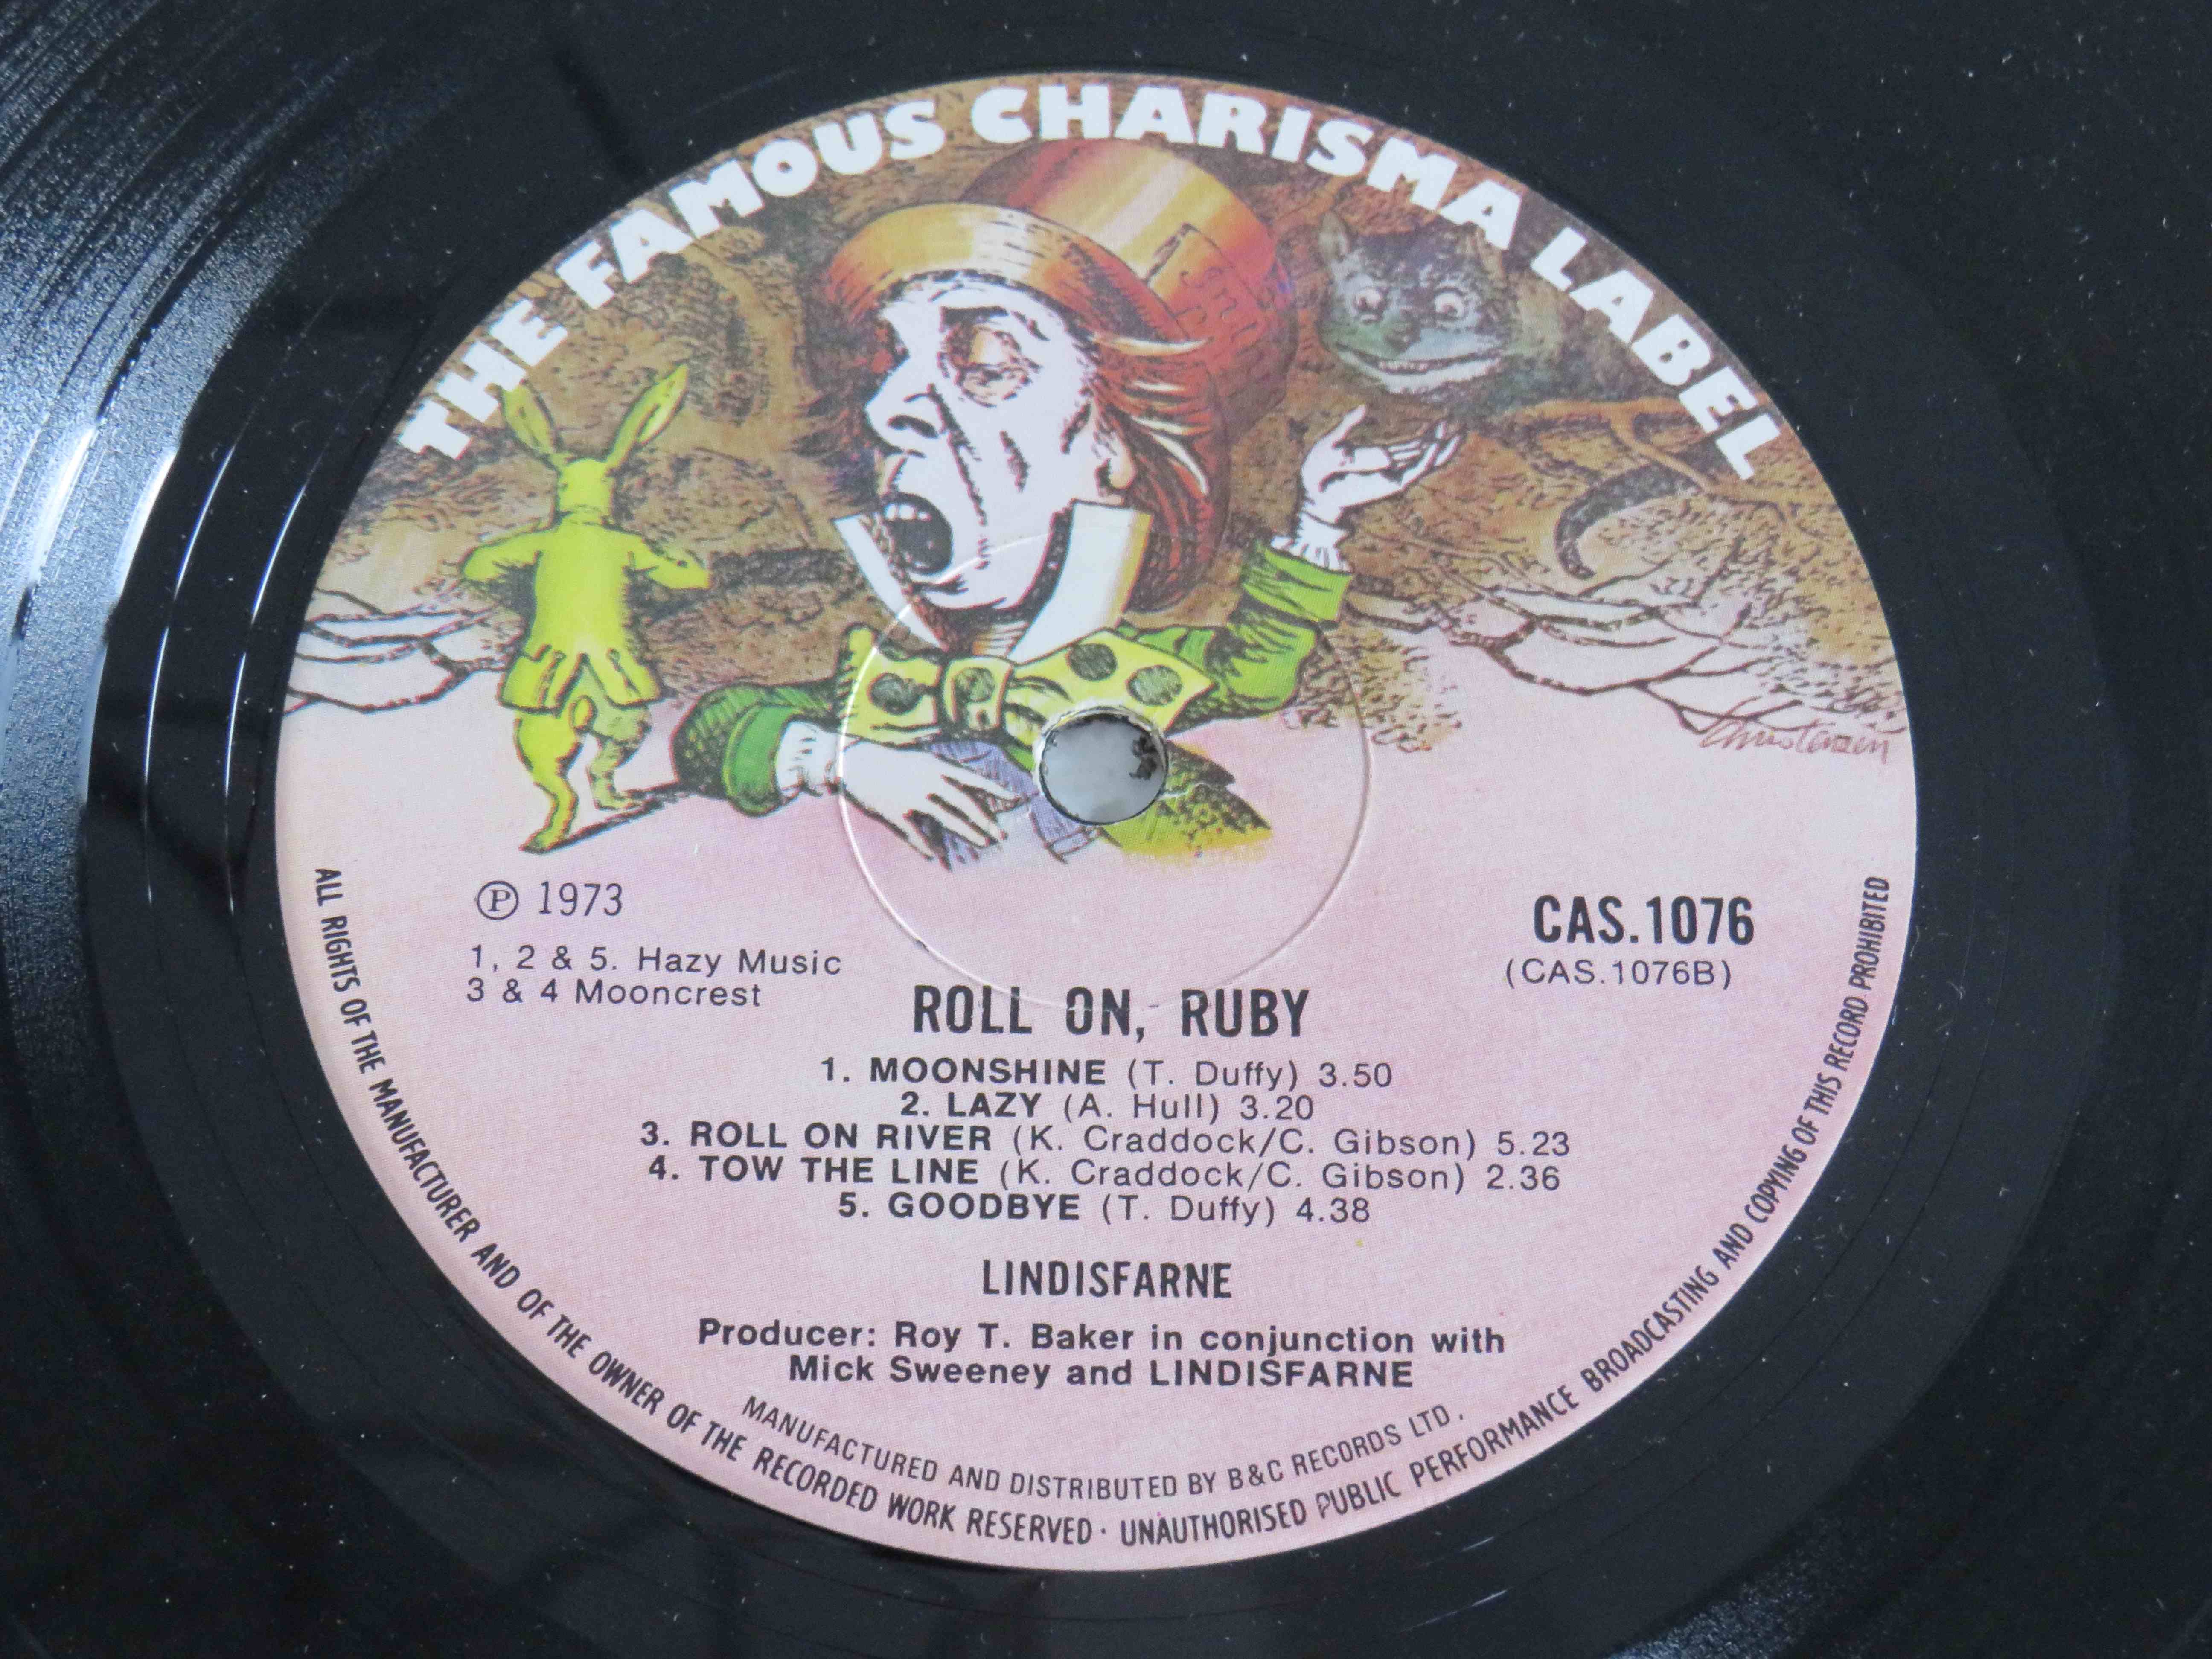 THE FAMOUS CHARISMA LABEL
Christensen
Ⓟ 1973
1, 2 & 5. Hazy Music
3 & 4 Mooncrest
CAS.1076
(CAS.1076B)
ROLL ON, RUBY
1. MOONSHINE (T. Duffy) 3.50
2. LAZY (A. Hull) 3.20
3. ROLL ON RIVER (K. Craddock/C. Gibson) 5.23
4. TOW THE LINE (K. Craddock/C. Gibson) 2.36
5. GOODBYE (T. Duffy) 4.38
LINDISFARNE
Producer: Roy T. Baker in conjunction with
Mick Sweeney and LINDISFARNE
MANUFACTURED AND DISTRIBUTED BY B&C RECORDS LTD.
ALL RIGHTS OF THE MANUFACTURER AND OF THE OWNER OF THE RECORDED WORK RESERVED · UNAUTHORISED PUBLIC PERFORMANCE BROADCASTING AND COPYING OF THIS RECORD PROHIBITED